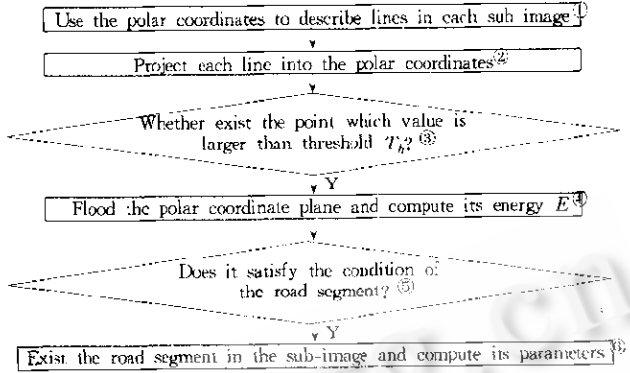 Use the polar coordinates to describe lines in each sub image①
Project each line into the polar coordinates②
Whether exist the point which value is
larger than threshold T_h? ③
Y
Flood the polar coordinate plane and compute its energy E④
Does it satisfy the condition of
the road segment? ⑤
Y
Exist the road segment in the sub-image and compute its parameters⑥